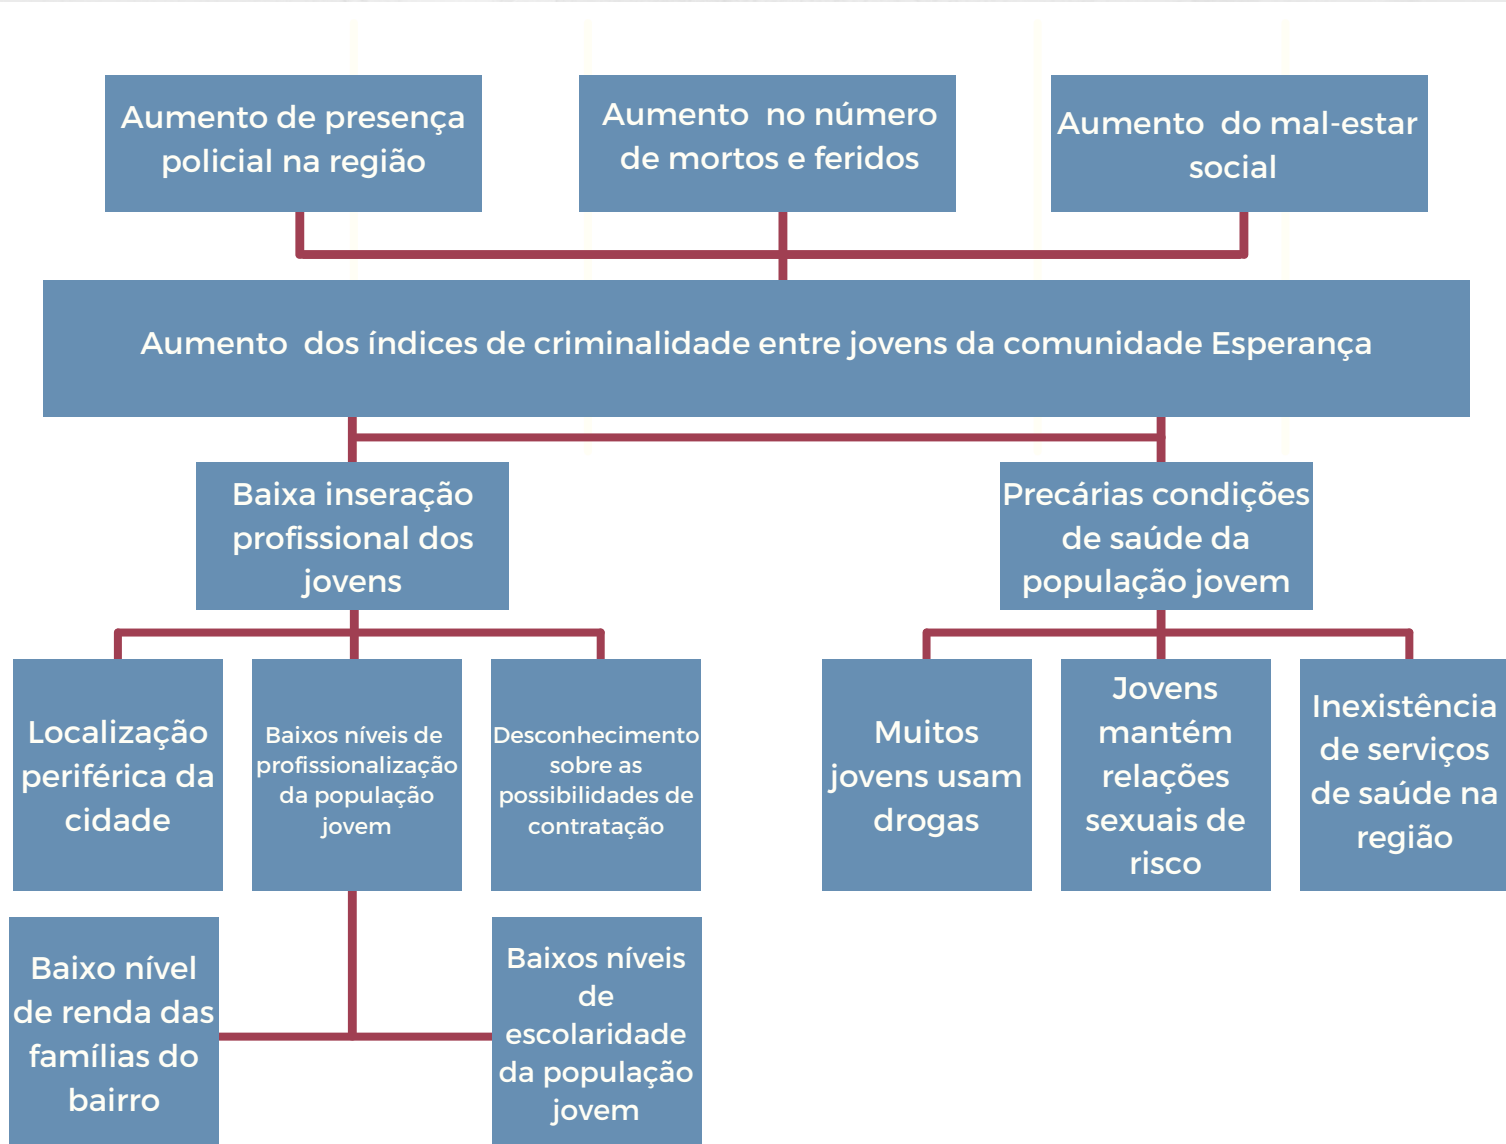 Aumento de presença
policial na região
Aumento  no número
de mortos e feridos
Aumento  do mal-estar
social
Aumento  dos índices de criminalidade entre jovens da comunidade Esperança
Baixa inseração
profissional dos
jovens
Precárias condições
de saúde da
população jovem
Localização
periférica da
cidade
Baixos níveis de
profissionalização
da população
jovem
Desconhecimento
sobre as
possibilidades de
contratação
Muitos
jovens usam
drogas
Jovens
mantém
relações
sexuais de
risco
Inexistência
de serviços
de saúde na
região
Baixo nível
de renda das
famílias do
bairro
Baixos níveis
de
escolaridade
da população
jovem